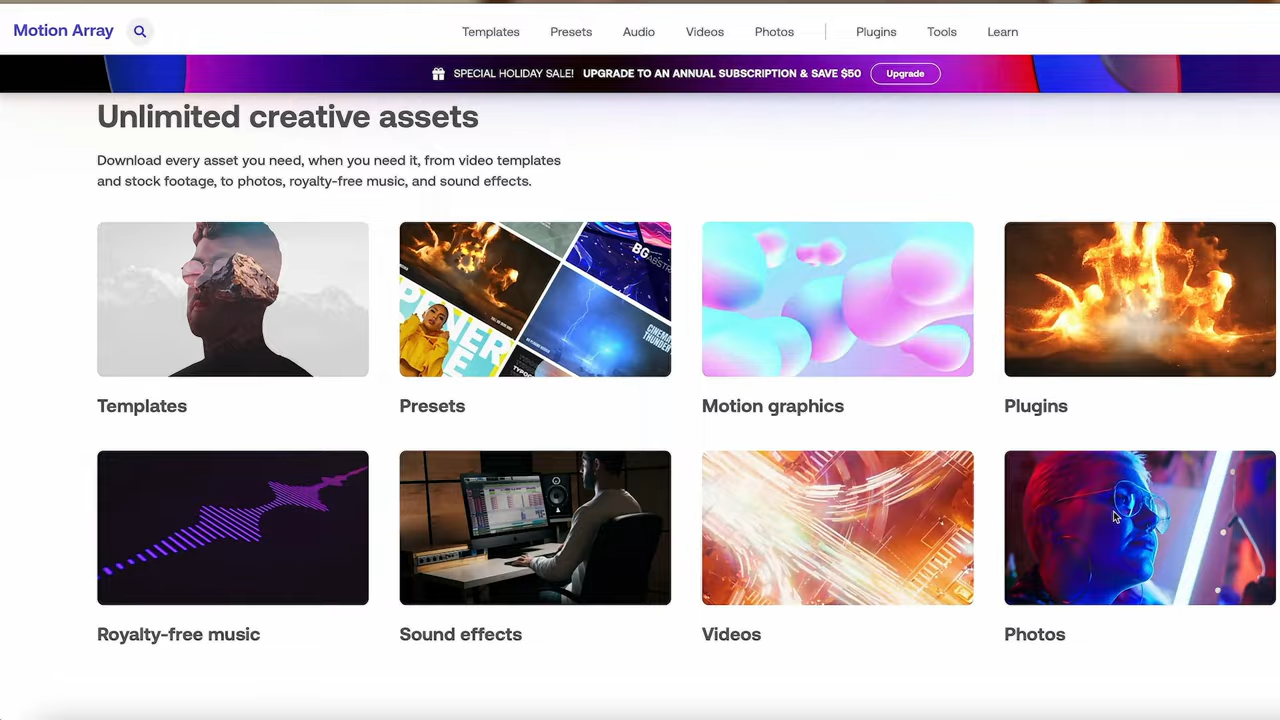 Motion Array
Templates Presets Audio Videos Photos Plugins Tools Learn
SPECIAL HOLIDAY SALE! UPGRADE TO AN ANNUAL SUBSCRIPTION & SAVE $50 Upgrade
Unlimited creative assets
Download every asset you need, when you need it, from video templates
and stock footage, to photos, royalty-free music, and sound effects.
BG
Templates Presets Motion graphics Plugins
Royalty-free music Sound effects Videos Photos